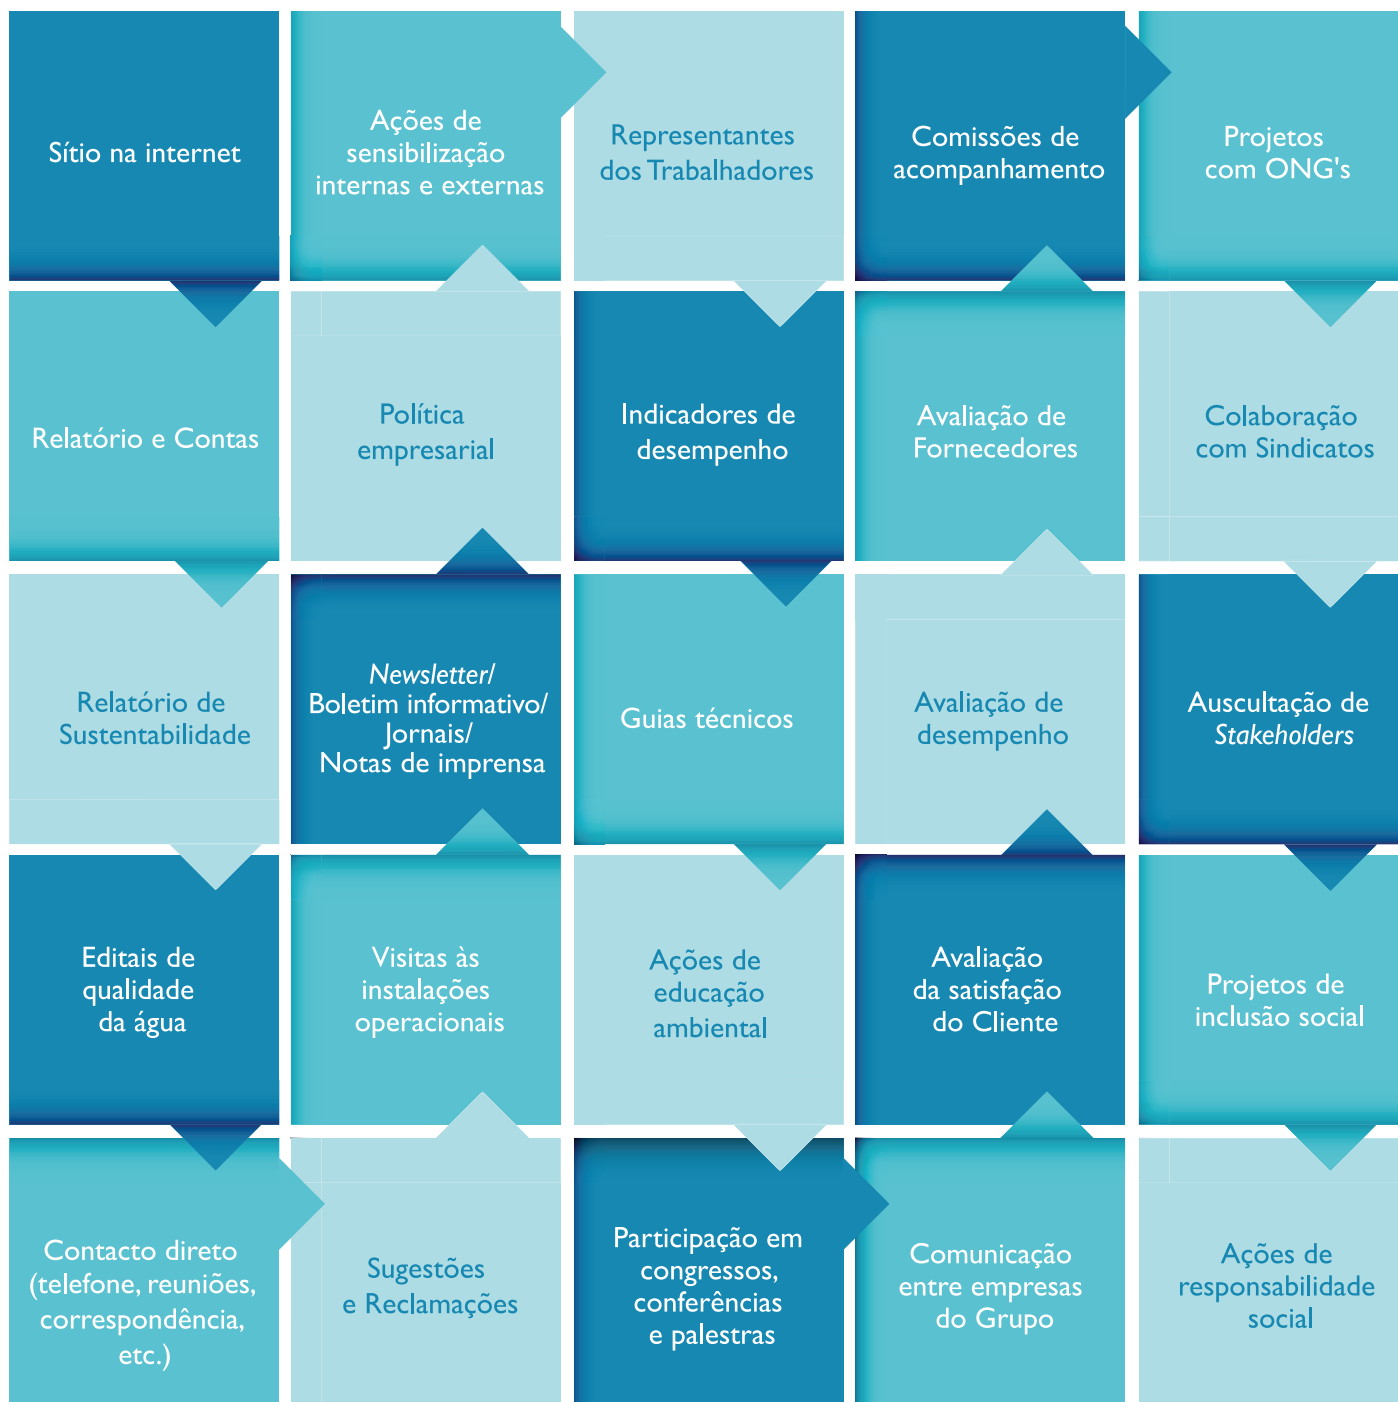 Sítio na internet
Ações de
sensibilização
internas e externas
Representantes
dos Trabalhadores
Comissões de
acompanhamento
Projetos
com ONG's
Relatório e Contas
Política
empresarial
Indicadores de
desempenho
Avaliação de
Fornecedores
Colaboração
com Sindicatos
Relatório de
Sustentabilidade
Newsletter/
Boletim informativo/
Jornais/
Notas de imprensa
Guias técnicos
Avaliação de
desempenho
Auscultação de
Stakeholders
Editais de
qualidade
da água
Visitas às
instalações
operacionais
Ações de
educação
ambiental
Avaliação
da satisfação
do Cliente
Projetos de
inclusão social
Contacto direto
(telefone, reuniões,
correspondência,
etc.)
Sugestões
e Reclamações
Participação em
congressos,
conferências
e palestras
Comunicação
entre empresas
do Grupo
Ações de
responsabilidade
social